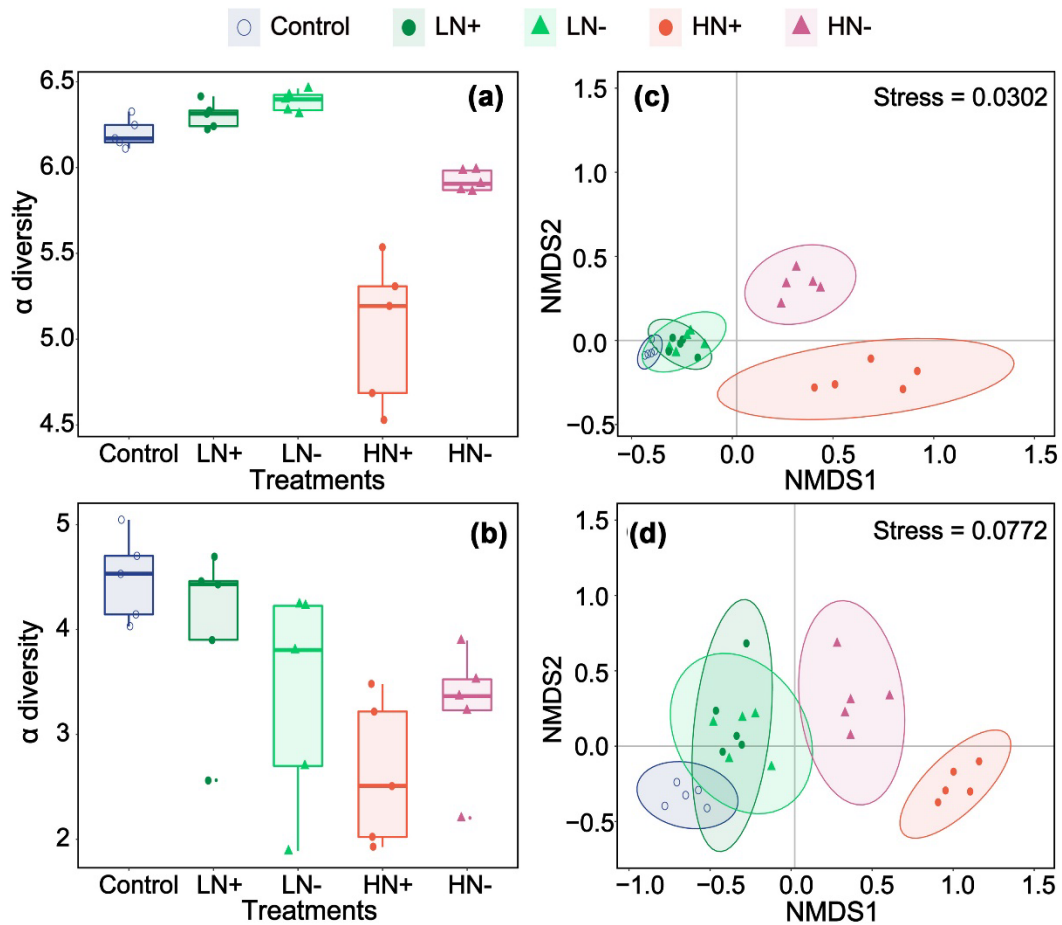 Control LN+ LN- HN+ HN-
(a)
6.5
6.0
5.5
5.0
4.5
α diversity
Control LN+ LN- HN+ HN-
Treatments
(c)
Stress = 0.0302
1.5
1.0
0.5
0.0
−0.5
NMDS2
−0.5 0.0 0.5 1.0 1.5
NMDS1
(b)
5
4
3
2
α diversity
Control LN+ LN- HN+ HN-
Treatments
(d)
Stress = 0.0772
1.5
1.0
0.5
0.0
−0.5
NMDS2
−1.0 −0.5 0.0 0.5 1.0 1.5
NMDS1